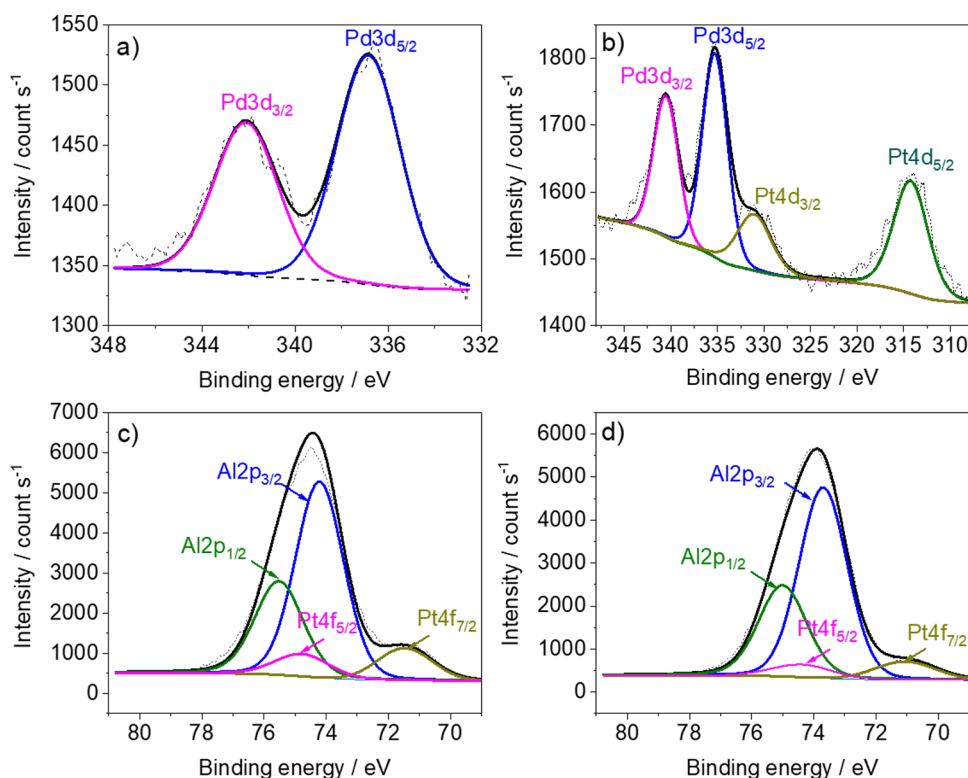 a)
Pd3d5/2
Pd3d3/2
Intensity / count s-1
1550
1500
1450
1400
1350
1300
348
344
340
336
332
Binding energy / eV
b)
Pd3d5/2
Pd3d3/2
Pt4d5/2
Pt4d3/2
Intensity / count s-1
1800
1700
1600
1500
1400
345
340
335
330
325
320
315
310
Binding energy / eV
c)
Al2p3/2
Al2p1/2
Pt4f5/2
Pt4f7/2
Intensity / count s-1
7000
6000
5000
4000
3000
2000
1000
0
80
78
76
74
72
70
Binding energy / eV
d)
Al2p3/2
Al2p1/2
Pt4f5/2
Pt4f7/2
Intensity / count s-1
6000
5000
4000
3000
2000
1000
0
80
78
76
74
72
70
Binding energy / eV